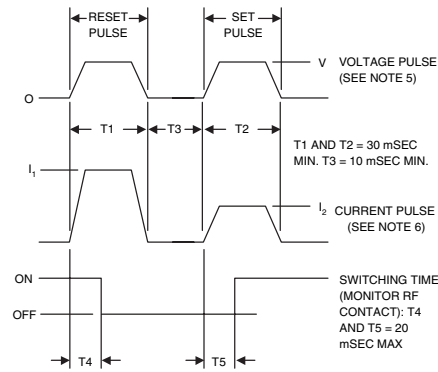 RESET
PULSE
SET
PULSE
V
VOLTAGE PULSE
(SEE NOTE 5)
O
T1
T3
T2
T1 AND T2 = 30 mSEC
MIN. T3 = 10 mSEC MIN.
I1
I2
CURRENT PULSE
(SEE NOTE 6)
ON
OFF
SWITCHING TIME
(MONITOR RF
CONTACT): T4
AND T5 = 20
mSEC MAX
T4
T5